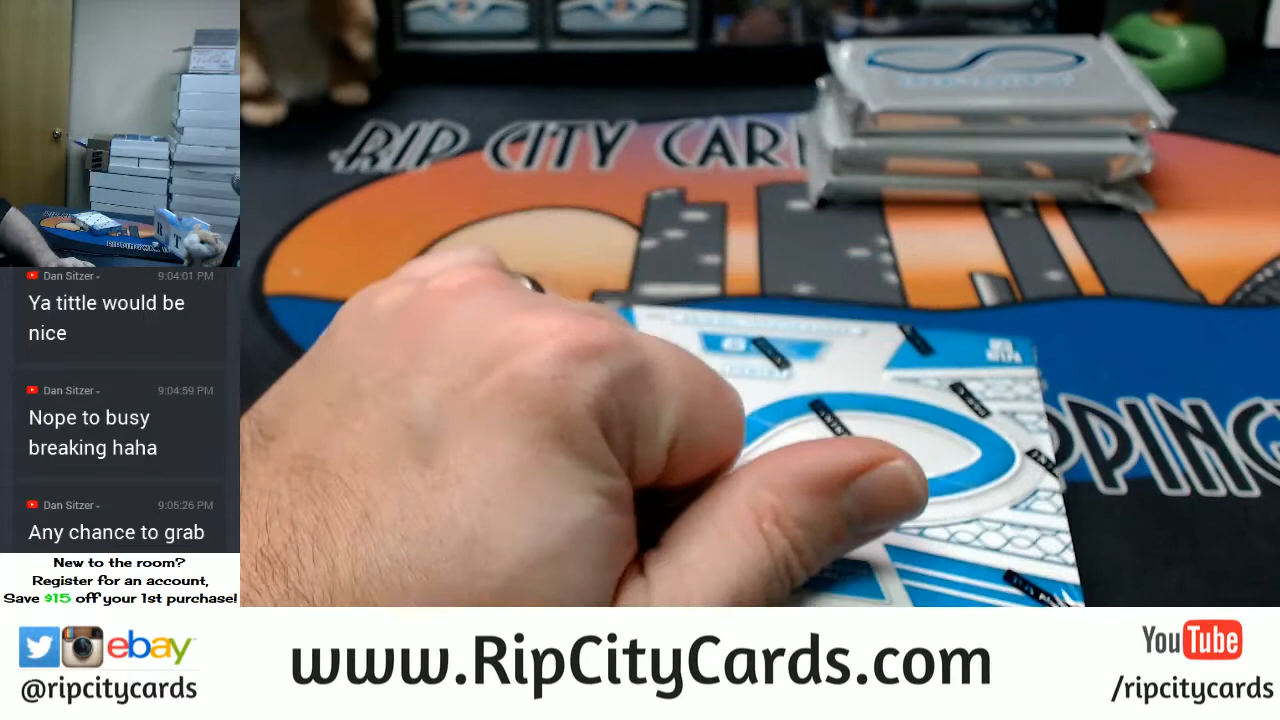 RIP CITY CAR
Dan Sitzer
9:04:01 PM
Ya tittle would be
nice
Dan Sitzer
9:04:59 PM
Nope to busy
breaking haha
Dan Sitzer
9:05:26 PM
Any chance to grab
New to the room?
Register for an account,
Save $15 off your 1st purchase!
ebay
@ripcitycards
www.RipCityCards.com
YouTube
/ripcitycards